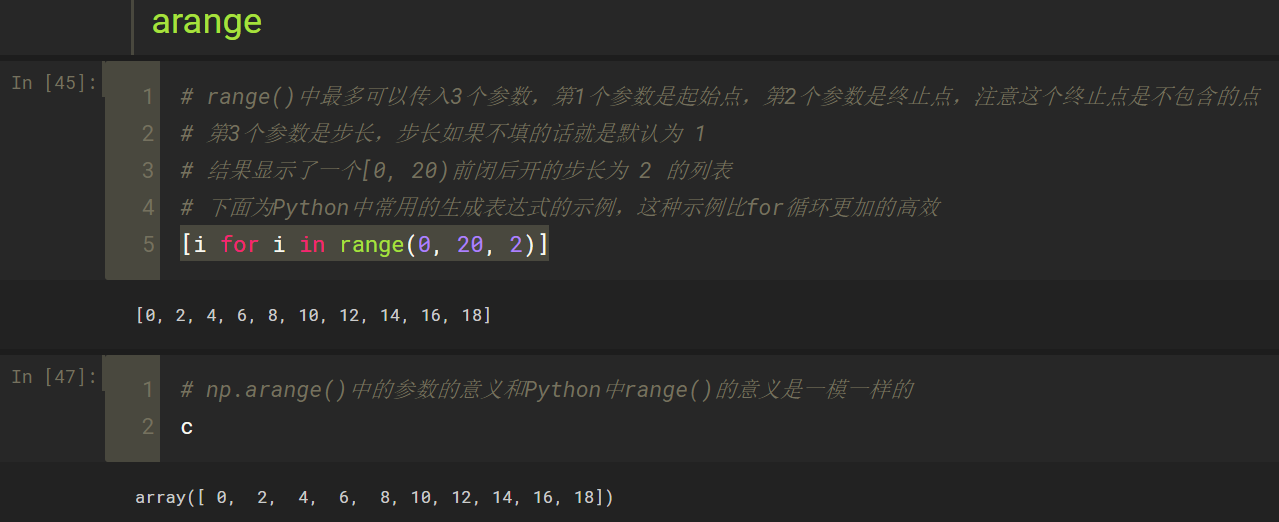 arange
In [45]:
1 # range()中最多可以传入3个参数，第1个参数是起始点，第2个参数是终止点，注意这个终止点是不包含的点
2 # 第3个参数是步长，步长如果不填的话就是默认为 1
3 # 结果显示了一个[0, 20)前闭后开的步长为 2 的列表
4 # 下面为Python中常用的生成表达式的示例，这种示例比for循环更加的高效
5 [i for i in range(0, 20, 2)]
[0, 2, 4, 6, 8, 10, 12, 14, 16, 18]
In [47]:
1 # np.arange()中的参数的意义和Python中range()的意义是一模一样的
2 c
array([ 0,  2,  4,  6,  8, 10, 12, 14, 16, 18])